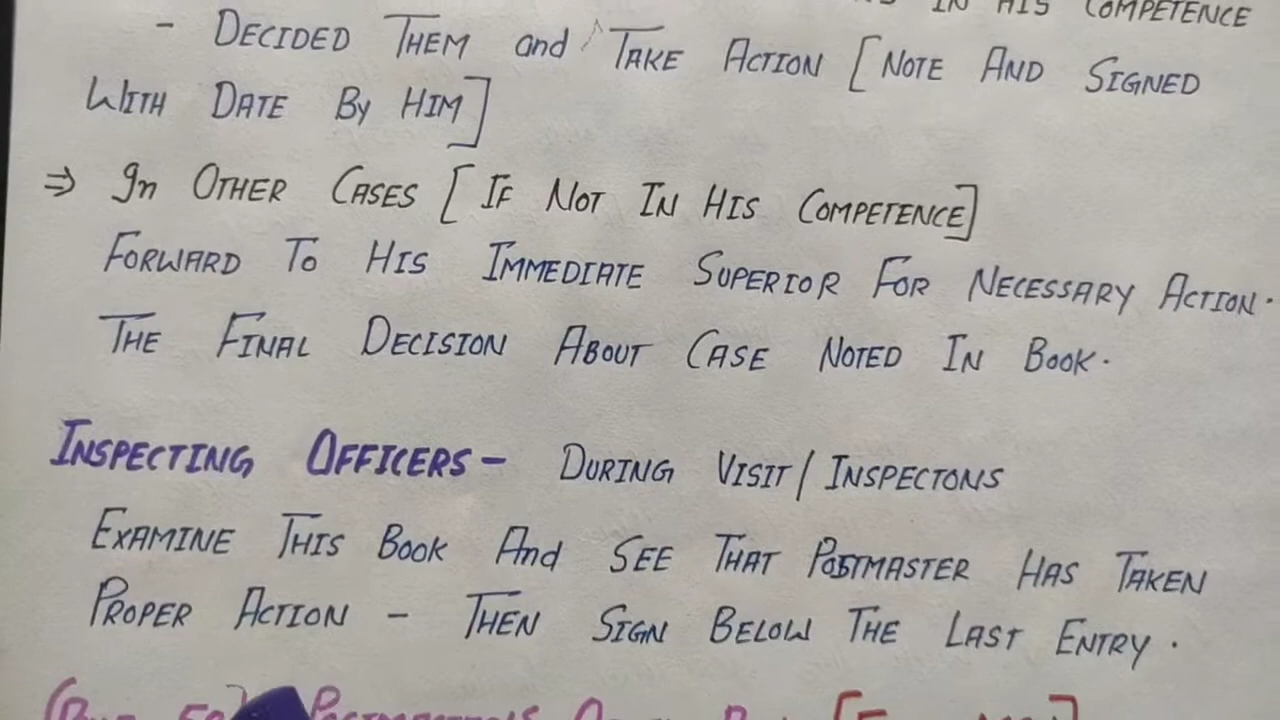 IN HIS COMPETENCE
- DECIDED THEM and TAKE ACTION [NOTE AND SIGNED
WITH DATE By HIM]
⇒ In OTHER CASES [IF NOT IN HIS COMPETENCE]
FORWARD TO HIS IMMEDIATE SUPERIOR FOR NECESSARY ACTION.
THE FINAL DECISION ABOUT CASE NOTED IN BOOK.
INSPECTING OFFICERS- DURING VISIT/INSPECTONS
EXAMINE THIS BOOK And SEE THAT POSTMASTER HAS TAKEN
PROPER ACTION - THEN SIGN BELOW THE LAST ENTRY.